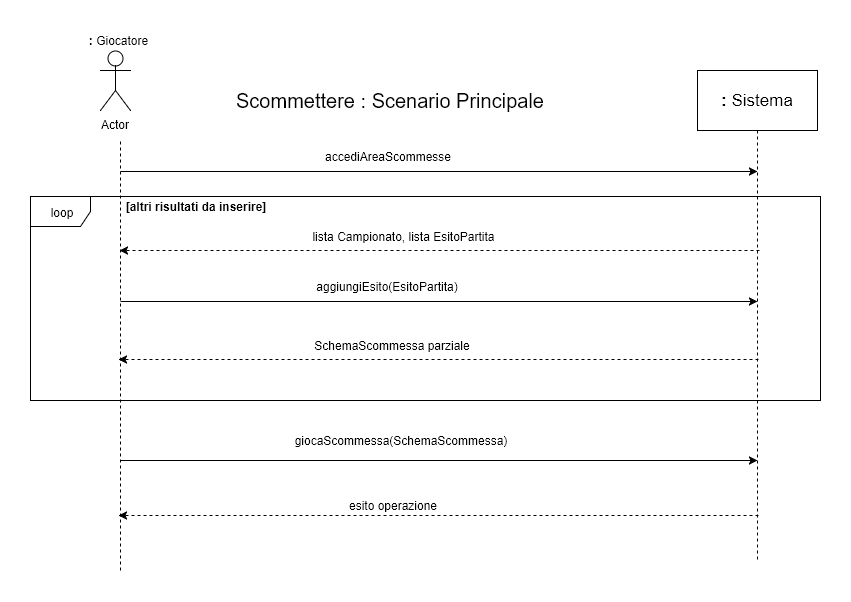 : Giocatore
Actor
Scommettere : Scenario Principale
: Sistema
accediAreaScommesse
loop
[altri risultati da inserire]
lista Campionato, lista EsitoPartita
aggiungiEsito(EsitoPartita)
SchemaScommessa parziale
giocaScommessa(SchemaScommessa)
esito operazione